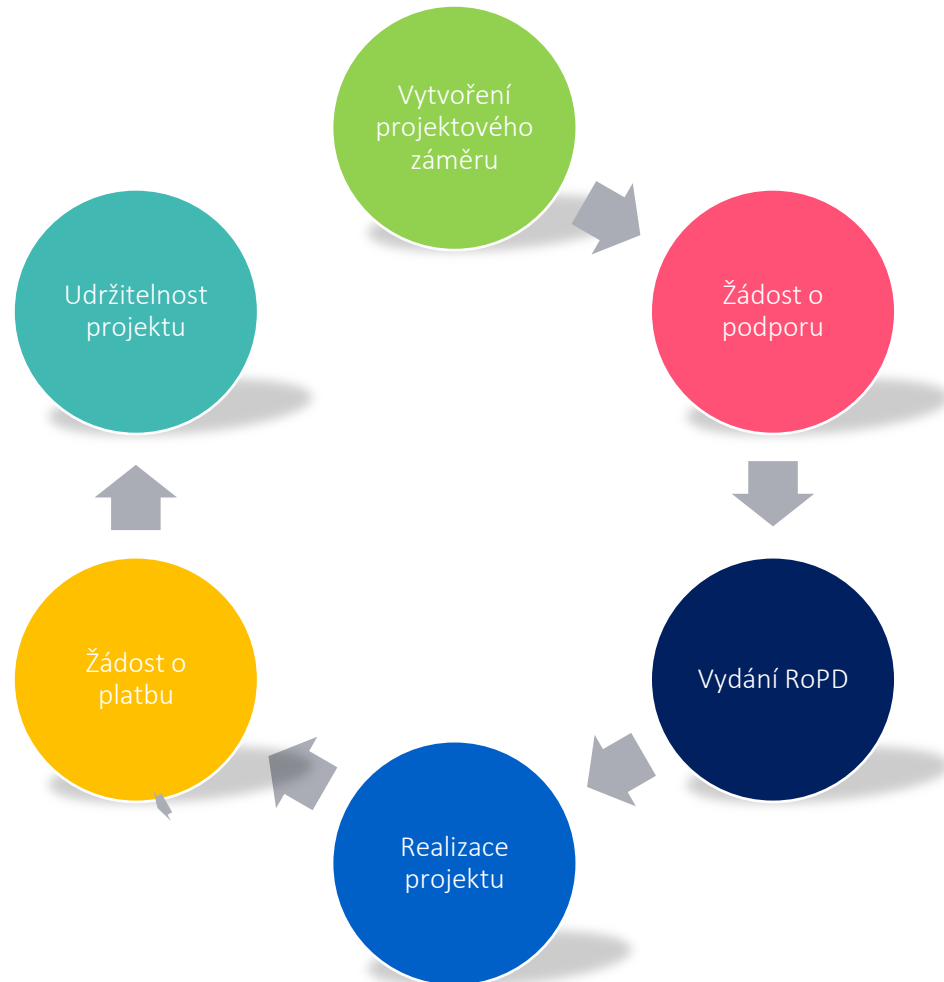 Vytvoření
projektového
záměru
Žádost o
podporu
Vydání RoPD
Realizace
projektu
Žádost o
platbu
Udržitelnost
projektu